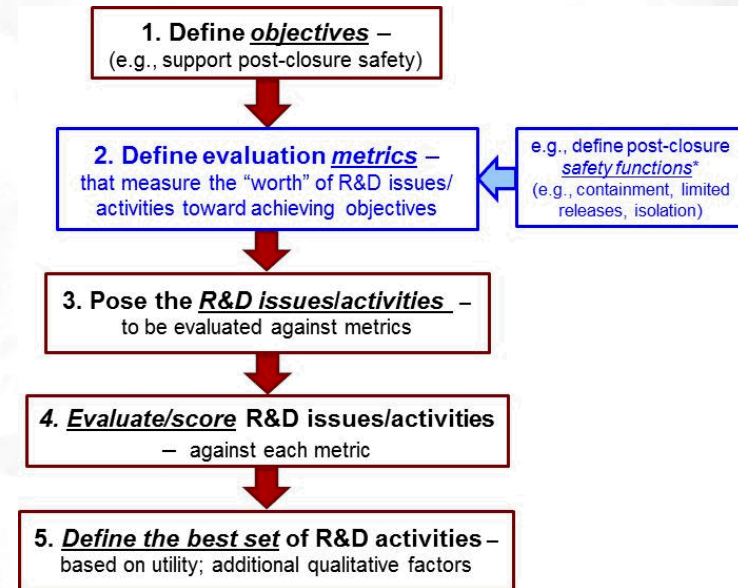 1. Define objectives –
(e.g., support post-closure safety)
2. Define evaluation metrics –
that measure the “worth” of R&D issues/
activities toward achieving objectives
e.g., define post-closure
safety functions*
(e.g., containment, limited
releases, isolation)
3. Pose the R&D issues/activities –
to be evaluated against metrics
4. Evaluate/score R&D issues/activities
– against each metric
5. Define the best set of R&D activities –
based on utility; additional qualitative factors